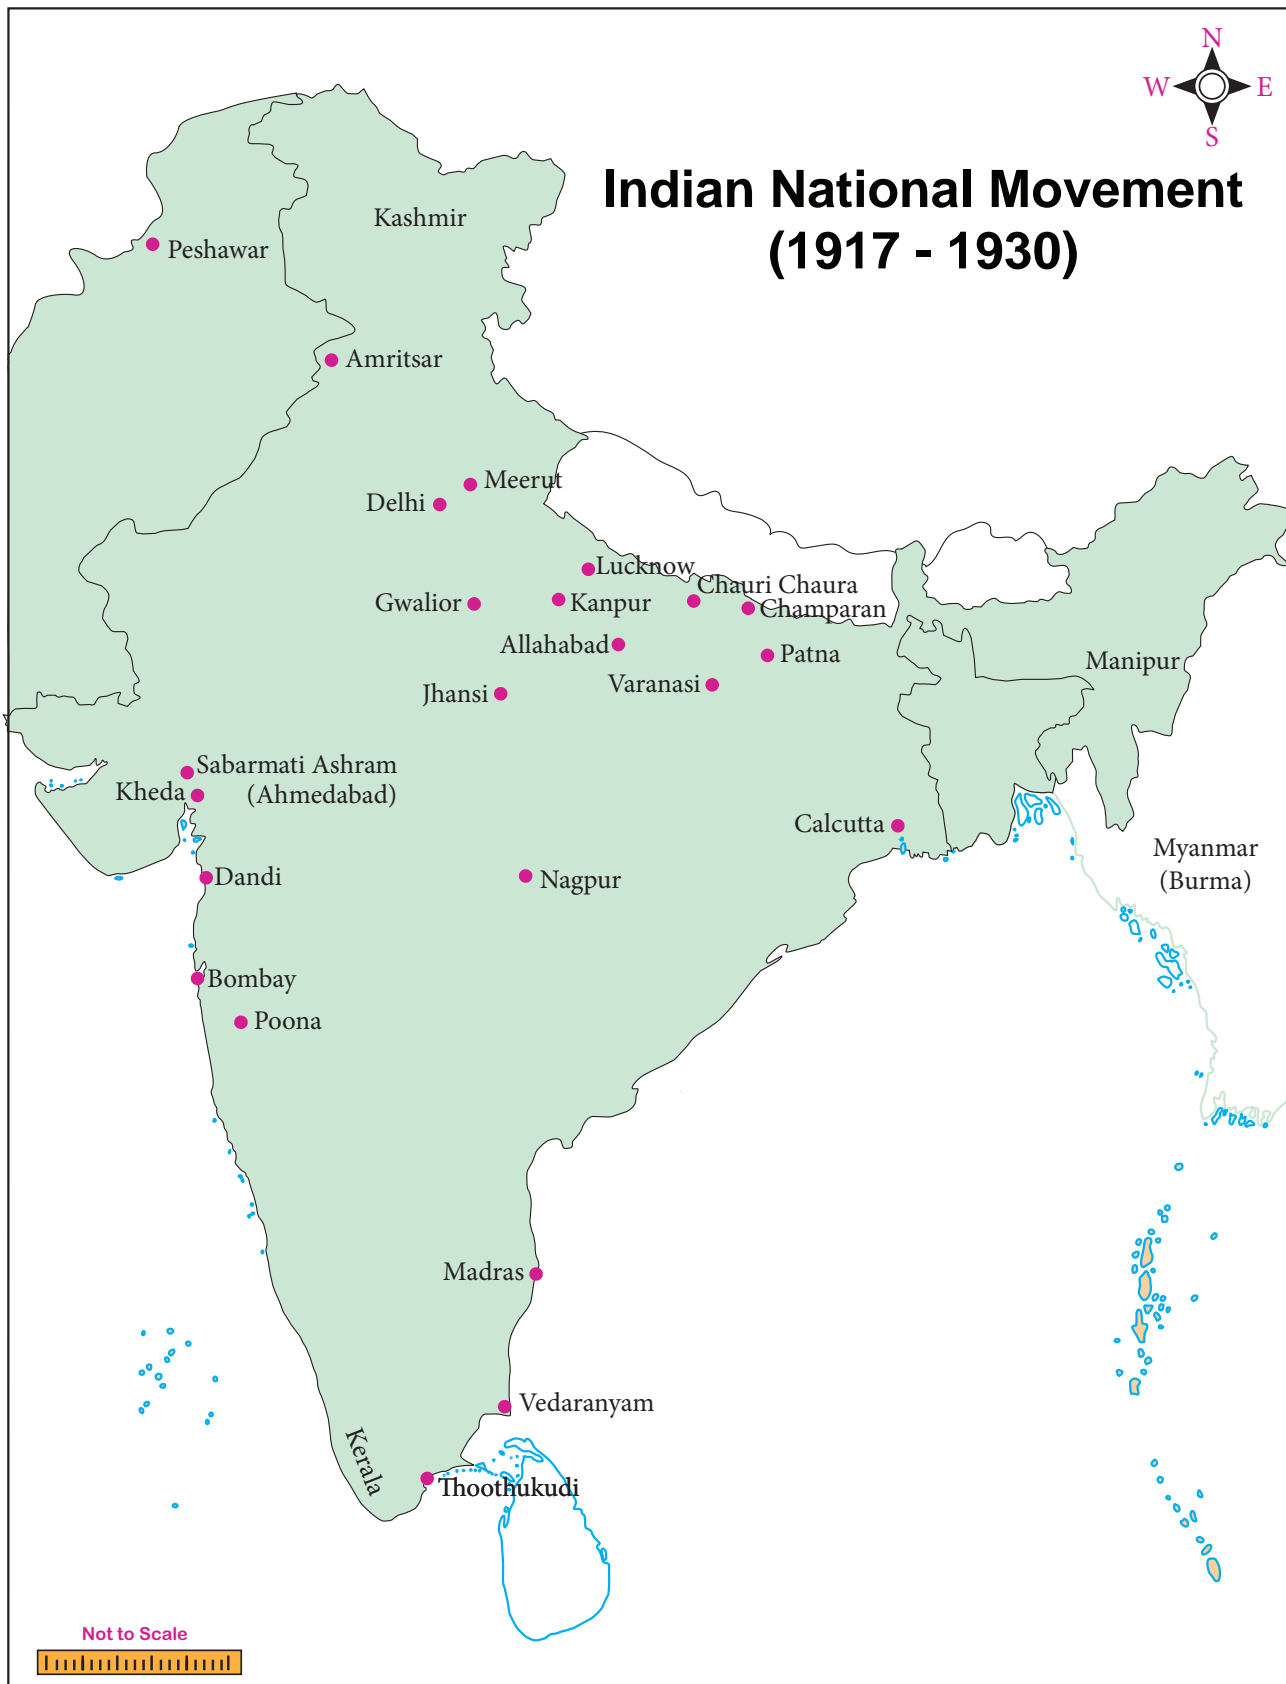 N
W E
S
Indian National Movement
(1917 - 1930)
Kashmir
Peshawar
Amritsar
Meerut
Delhi
Lucknow
Chauri Chaura
Gwalior
Kanpur
Champaran
Allahabad
Patna
Manipur
Varanasi
Jhansi
Sabarmati Ashram
(Ahmedabad)
Kheda
Calcutta
Myanmar
(Burma)
Dandi
Nagpur
Bombay
Poona
Madras
Vedaranyam
Kerala
Thoothukudi
Not to Scale